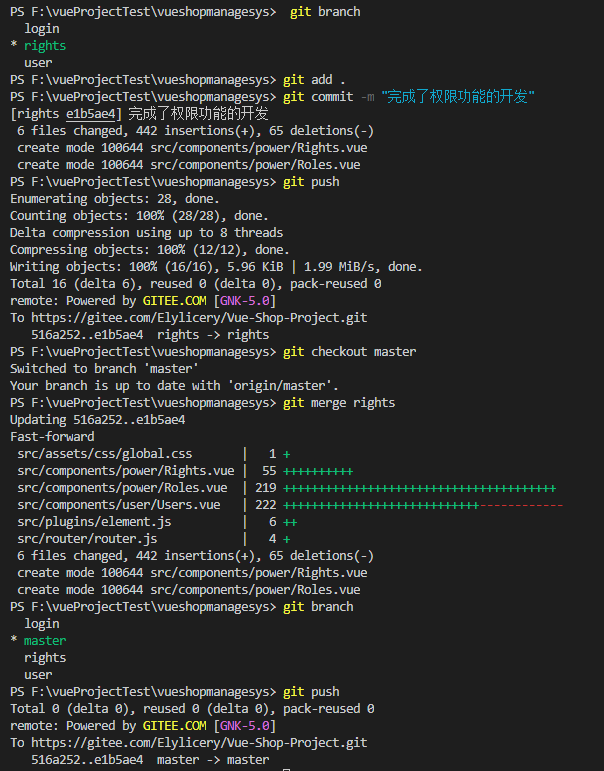 PS F:\vueProjectTest\vueshopmanagesys>  git branch
  login
* rights
  user
PS F:\vueProjectTest\vueshopmanagesys> git add .
PS F:\vueProjectTest\vueshopmanagesys> git commit -m "完成了权限功能的开发"
[rights e1b5ae4] 完成了权限功能的开发
 6 files changed, 442 insertions(+), 65 deletions(-)
 create mode 100644 src/components/power/Rights.vue
 create mode 100644 src/components/power/Roles.vue
PS F:\vueProjectTest\vueshopmanagesys> git push
Enumerating objects: 28, done.
Counting objects: 100% (28/28), done.
Delta compression using up to 8 threads
Compressing objects: 100% (12/12), done.
Writing objects: 100% (16/16), 5.96 KiB | 1.99 MiB/s, done.
Total 16 (delta 6), reused 0 (delta 0), pack-reused 0
remote: Powered by GITEE.COM [GNK-5.0]
To https://gitee.com/Elylicery/Vue-Shop-Project.git
   516a252..e1b5ae4  rights -> rights
PS F:\vueProjectTest\vueshopmanagesys> git checkout master
Switched to branch 'master'
Your branch is up to date with 'origin/master'.
PS F:\vueProjectTest\vueshopmanagesys> git merge rights
Updating 516a252..e1b5ae4
Fast-forward
 src/assets/css/global.css       |   1 +
 src/components/power/Rights.vue |  55 ++++++++++
 src/components/power/Roles.vue  | 219 +++++++++++++++++++++++++++++++++++++++
 src/components/user/Users.vue   | 222 ++++++++++++++++++++++++++++------------
 src/plugins/element.js          |   6 ++
 src/router/router.js            |   4 +
 6 files changed, 442 insertions(+), 65 deletions(-)
 create mode 100644 src/components/power/Rights.vue
 create mode 100644 src/components/power/Roles.vue
PS F:\vueProjectTest\vueshopmanagesys> git branch
  login
* master
  rights
  user
PS F:\vueProjectTest\vueshopmanagesys> git push
Total 0 (delta 0), reused 0 (delta 0), pack-reused 0
remote: Powered by GITEE.COM [GNK-5.0]
To https://gitee.com/Elylicery/Vue-Shop-Project.git
   516a252..e1b5ae4  master -> master